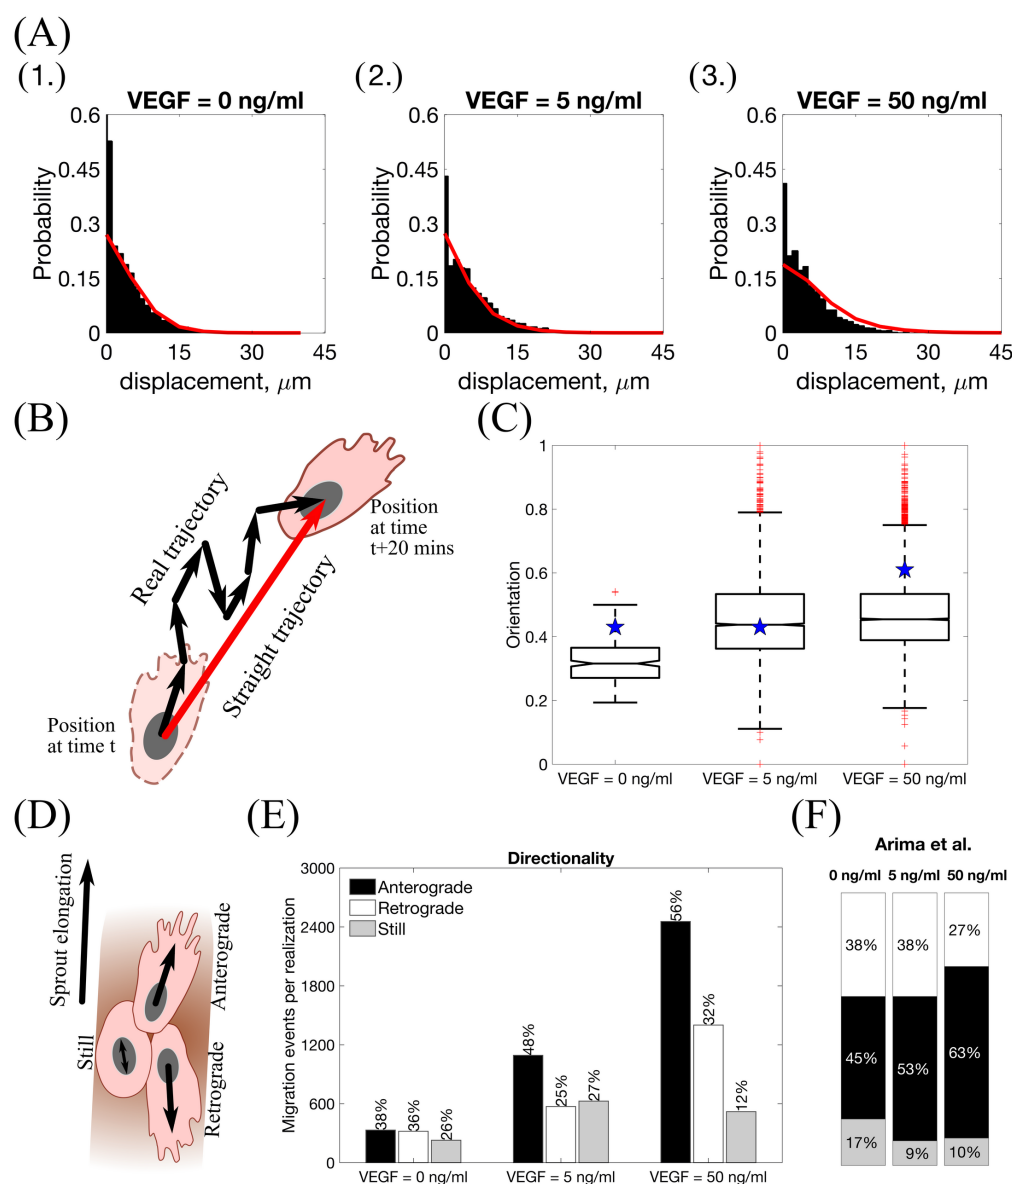 (A)
(1.)
(2.)
(3.)
VEGF = 0 ng/ml
VEGF = 5 ng/ml
VEGF = 50 ng/ml
0.6
0.45
0.3
0.15
0
Probability
0 15 30 45
displacement, μm
0.6
0.45
0.3
0.15
0
Probability
0 15 30 45
displacement, μm
0.6
0.45
0.3
0.15
0
Probability
0 15 30 45
displacement, μm
(B)
Real trajectory
Straight trajectory
Position
at time
t+20 mins
Position
at time t
(C)
1
0.8
0.6
0.4
0.2
0
Orientation
VEGF = 0 ng/ml
VEGF = 5 ng/ml
VEGF = 50 ng/ml
(D)
Sprout elongation
Anterograde
Still
Retrograde
(E)
Directionality
3000
2400
1800
1200
600
0
Migration events per realization
Anterograde
Retrograde
Still
38%
36%
26%
48%
25%
27%
56%
32%
12%
VEGF = 0 ng/ml
VEGF = 5 ng/ml
VEGF = 50 ng/ml
(F)
Arima et al.
0 ng/ml 5 ng/ml 50 ng/ml
38%
45%
17%
38%
53%
9%
27%
63%
10%